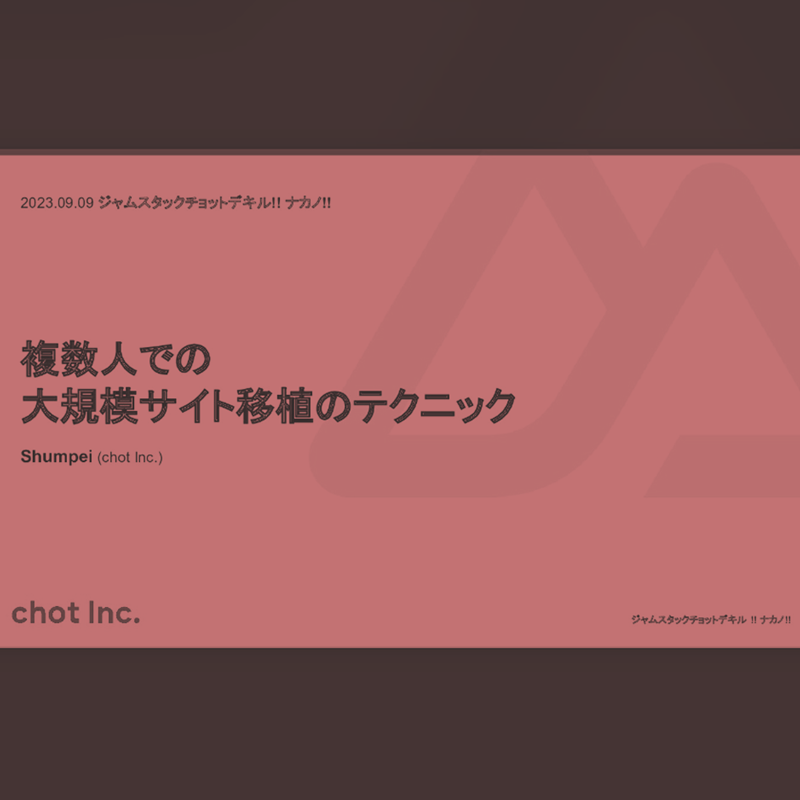 2023.09.09 ジャムスタックチョットデキル!! ナカノ!!
複数人での
大規模サイト移植のテクニック
Shumpei (chot Inc.)
chot Inc.
ジャムスタックチョットデキル !! ナカノ!!